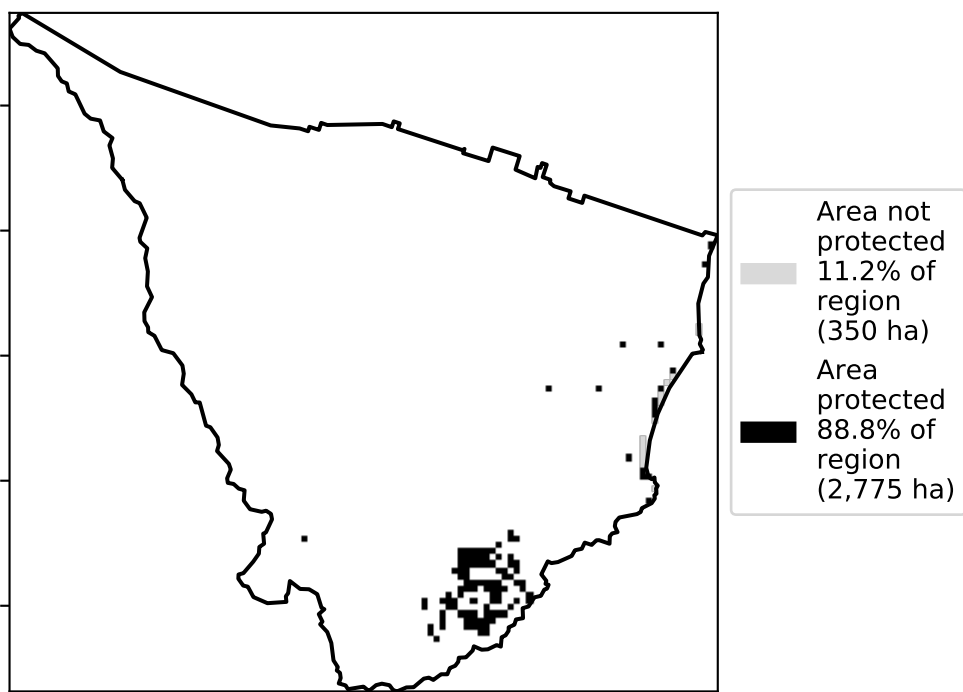 Area not
protected
11.2% of
region
(350 ha)
Area
protected
88.8% of
region
(2,775 ha)